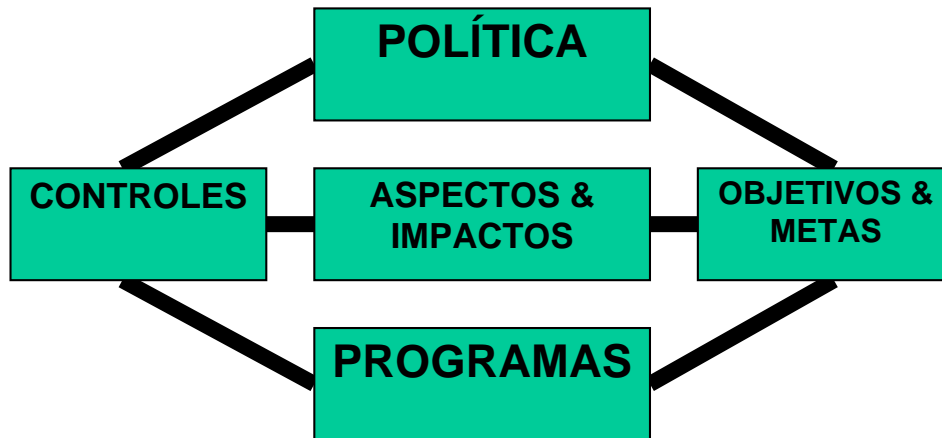 POLÍTICA
CONTROLES
ASPECTOS &
IMPACTOS
OBJETIVOS &
METAS
PROGRAMAS